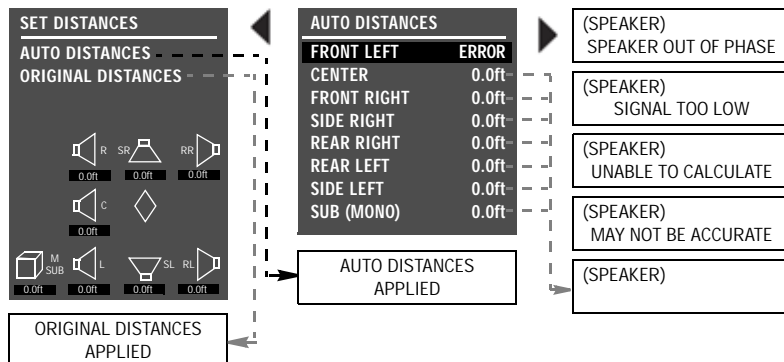 SET DISTANCES
AUTO DISTANCES
ORIGINAL DISTANCES
R SR RR
0.0ft 0.0ft 0.0ft
C
0.0ft
M
SUB L SL RL
0.0ft 0.0ft 0.0ft 0.0ft
ORIGINAL DISTANCES
APPLIED
AUTO DISTANCES
FRONT LEFT ERROR
CENTER 0.0ft
FRONT RIGHT 0.0ft
SIDE RIGHT 0.0ft
REAR RIGHT 0.0ft
REAR LEFT 0.0ft
SIDE LEFT 0.0ft
SUB (MONO) 0.0ft
AUTO DISTANCES
APPLIED
(SPEAKER)
SPEAKER OUT OF PHASE
(SPEAKER)
SIGNAL TOO LOW
(SPEAKER)
UNABLE TO CALCULATE
(SPEAKER)
MAY NOT BE ACCURATE
(SPEAKER)